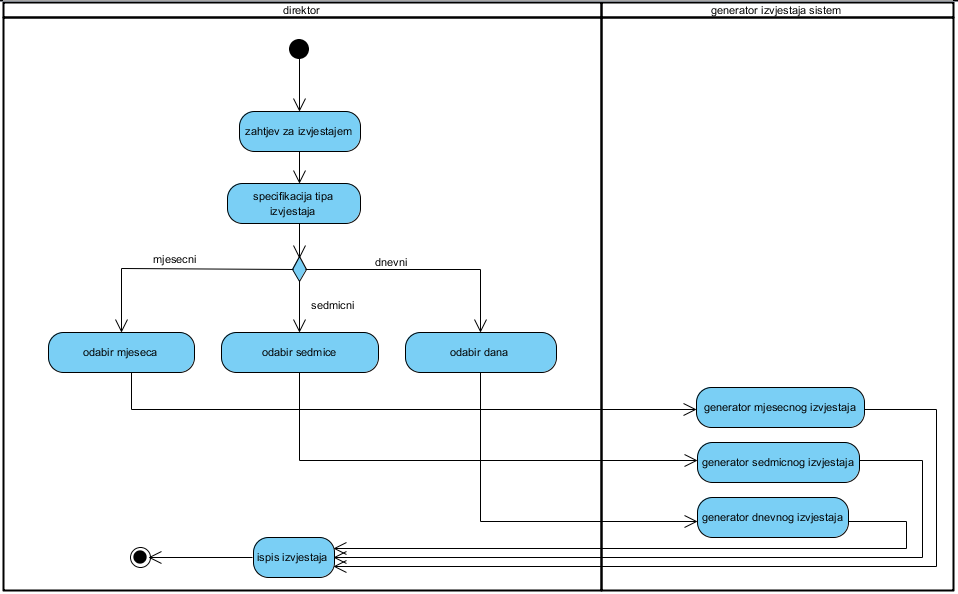 direktor
generator izvjestaja sistem
zahtjev za izvjestajem
specifikacija tipa
izvjestaja
mjesecni
dnevni
sedmicni
odabir mjeseca
odabir sedmice
odabir dana
generator mjesecnog izvjestaja
generator sedmicnog izvjestaja
generator dnevnog izvjestaja
ispis izvjestaja